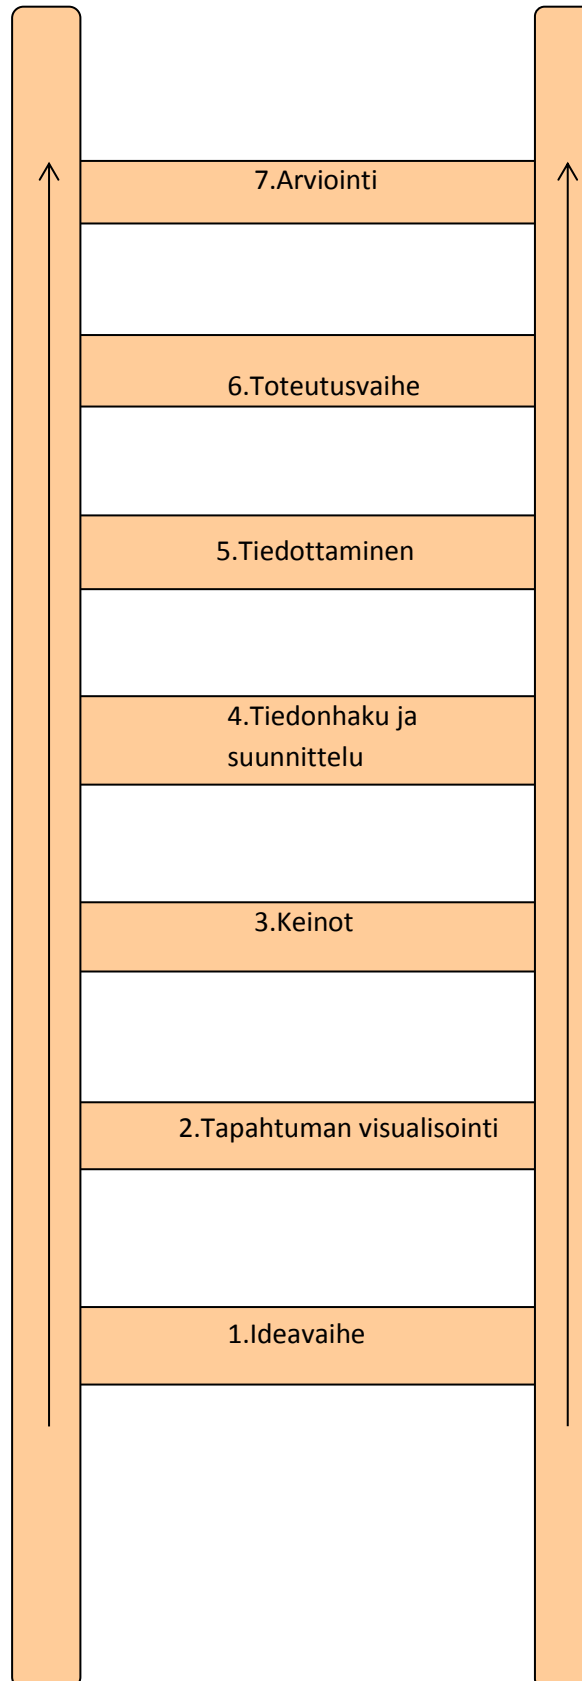 7.Arviointi
6.Toteutusvaihe
5.Tiedottaminen
4.Tiedonhaku ja
suunnittelu
3.Keinot
2.Tapahtuman visualisointi
1.Ideavaihe